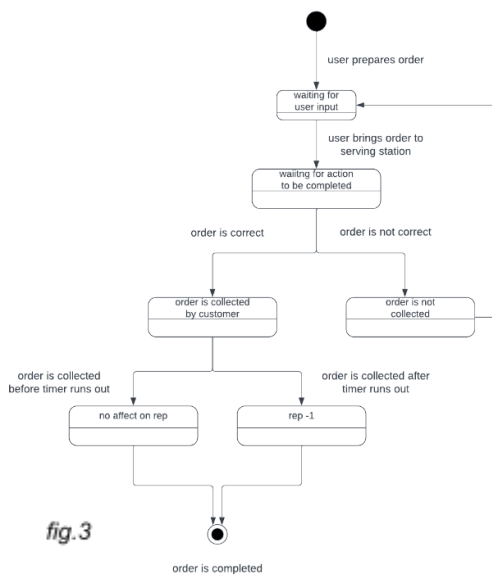 user prepares order
waiting for
user input
user brings order to
serving station
waitng for action
to be completed
order is correct
order is not correct
order is collected
by customer
order is not
collected
order is collected
before timer runs out
order is collected after
timer runs out
no affect on rep
rep -1
fig.3
order is completed